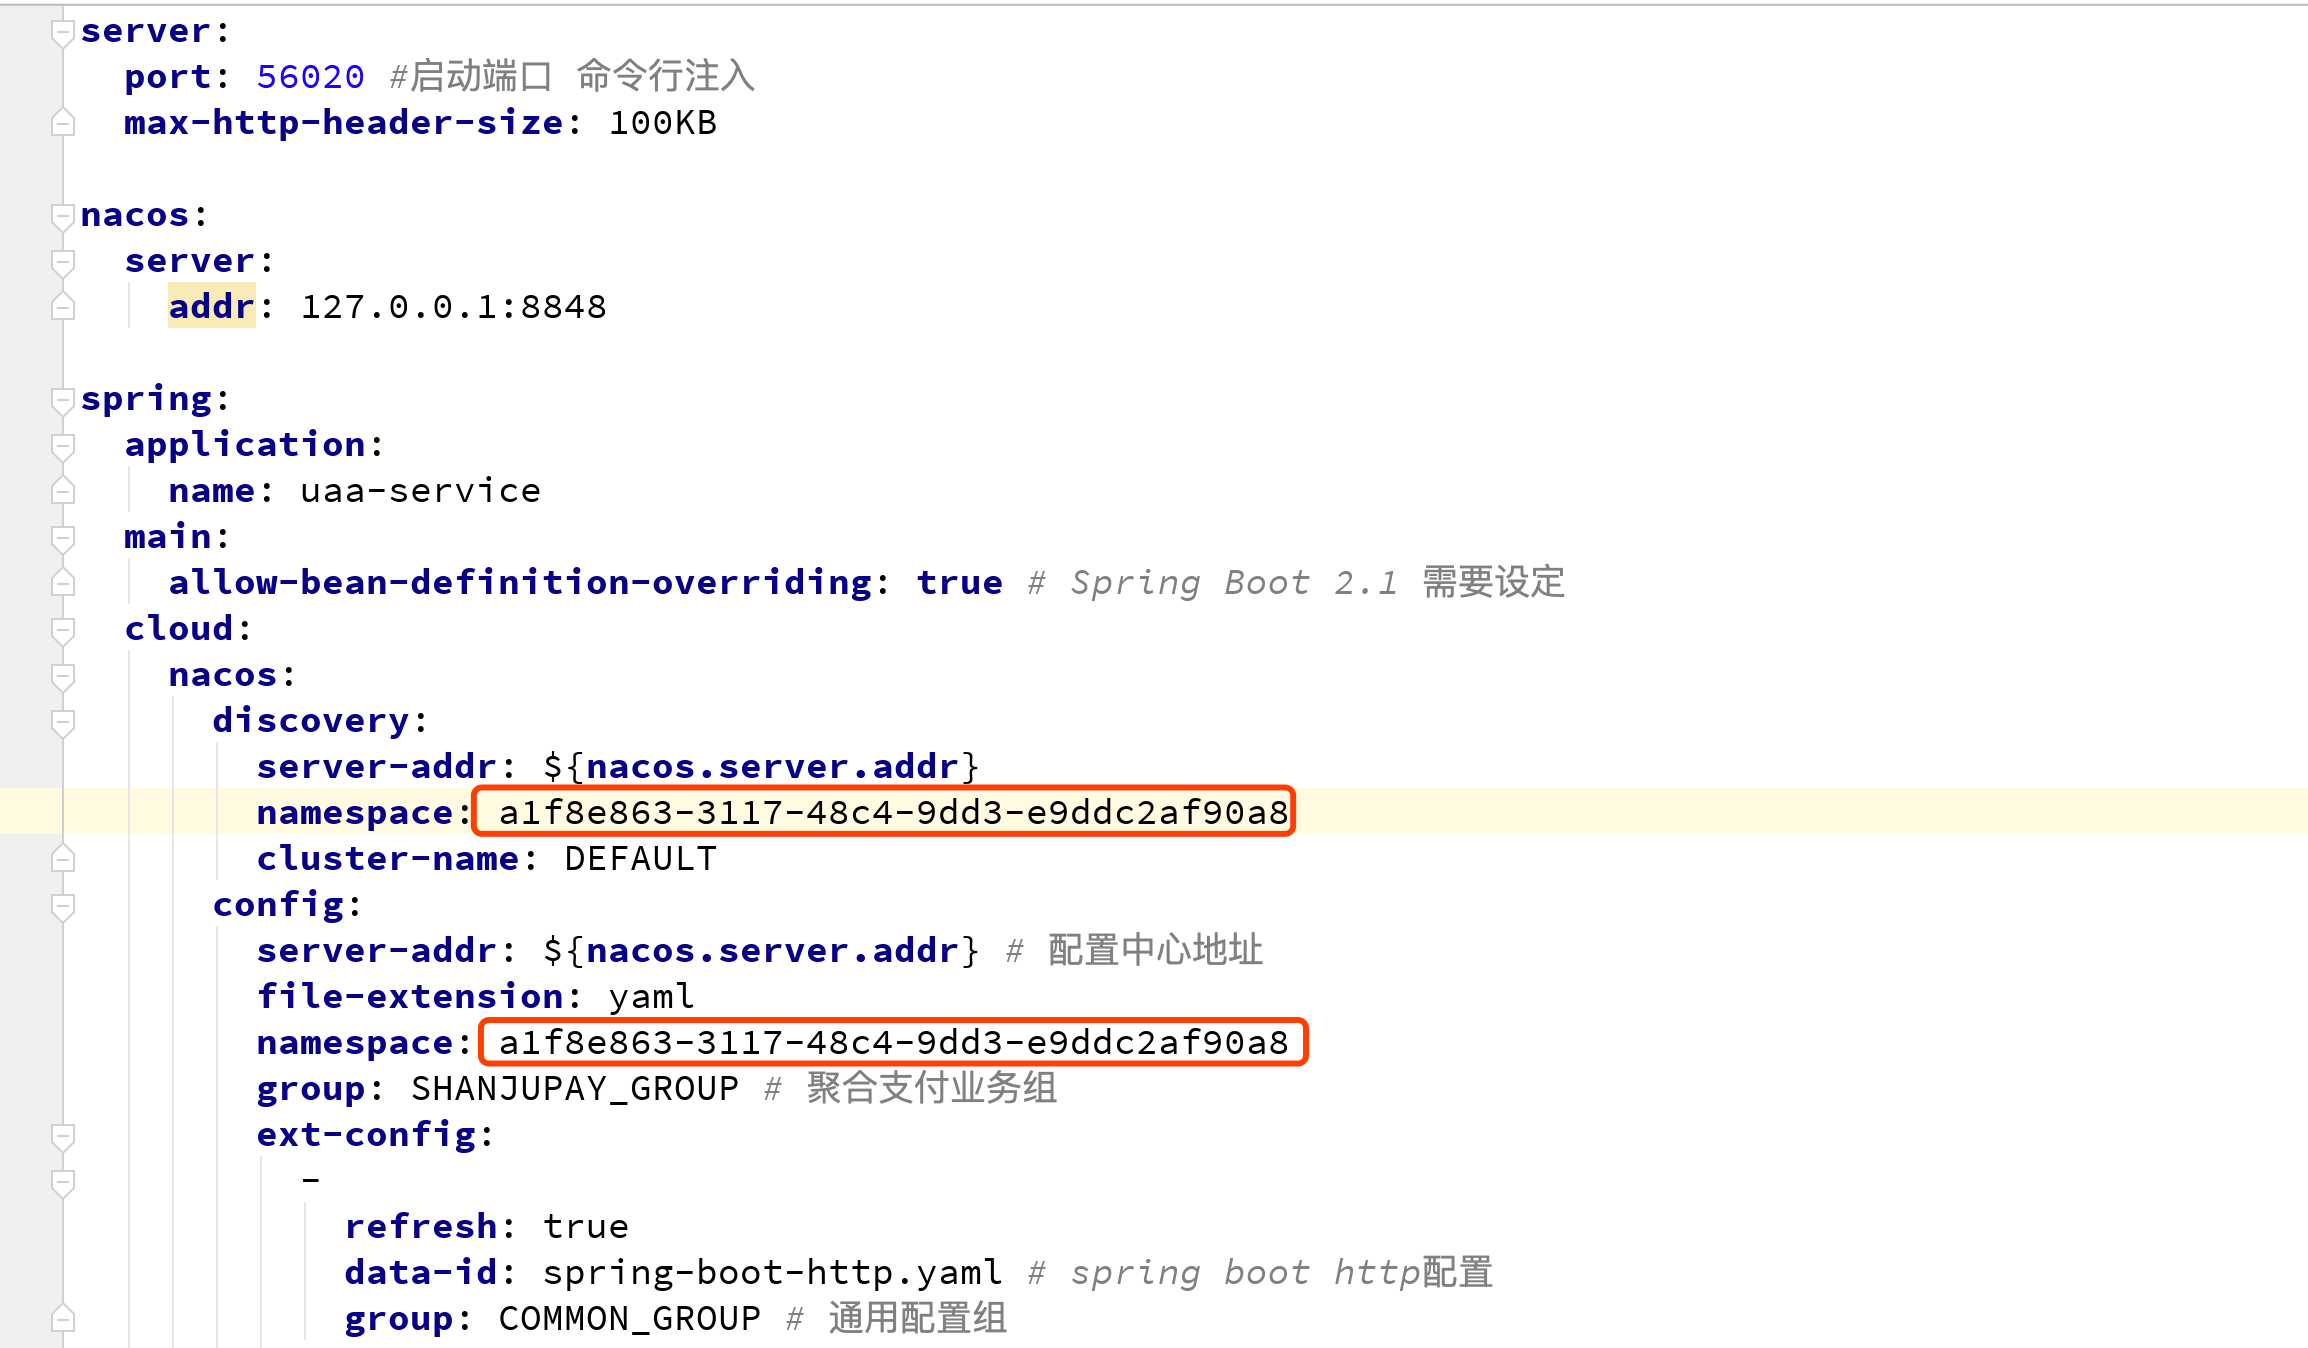 server:
  port: 56020 #启动端口 命令行注入
  max-http-header-size: 100KB

nacos:
  server:
    addr: 127.0.0.1:8848

spring:
  application:
    name: uaa-service
  main:
    allow-bean-definition-overriding: true # Spring Boot 2.1 需要设定
  cloud:
    nacos:
      discovery:
        server-addr: ${nacos.server.addr}
        namespace: a1f8e863-3117-48c4-9dd3-e9ddc2af90a8
        cluster-name: DEFAULT
      config:
        server-addr: ${nacos.server.addr} # 配置中心地址
        file-extension: yaml
        namespace: a1f8e863-3117-48c4-9dd3-e9ddc2af90a8
        group: SHANJUPAY_GROUP # 聚合支付业务组
        ext-config:
          -
            refresh: true
            data-id: spring-boot-http.yaml # spring boot http配置
            group: COMMON_GROUP # 通用配置组